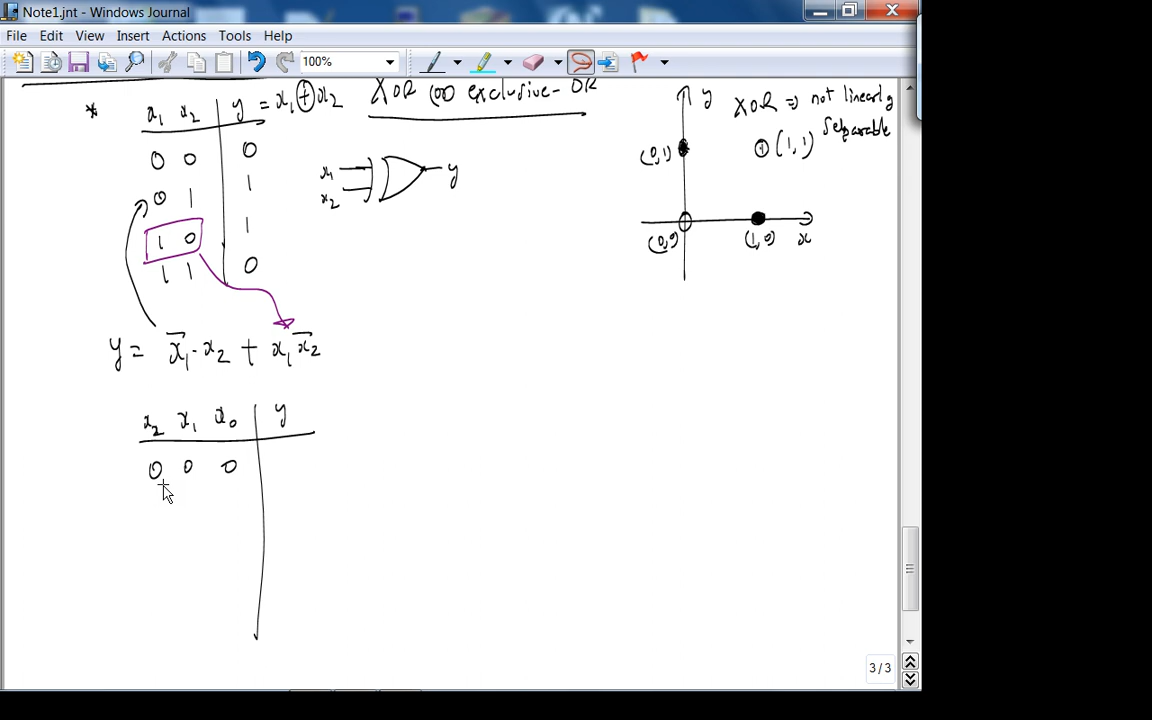 Note1.jnt - Windows Journal
File Edit View Insert Actions Tools Help
100%
* x₁ x₂ y = x₁ ⊕ x₂
XOR (or) exclusive-OR
0 0 0
0 1 1
1 0 1
1 1 0
x₁
x₂
y
y
XOR ⇒ not linearly
separable
(0,1)
(1,1)
(0,0)
(1,0)
x
y = x̅₁·x₂ + x₁x̅₂
x₂ x₁ x₀ y
0 0 0
3/3